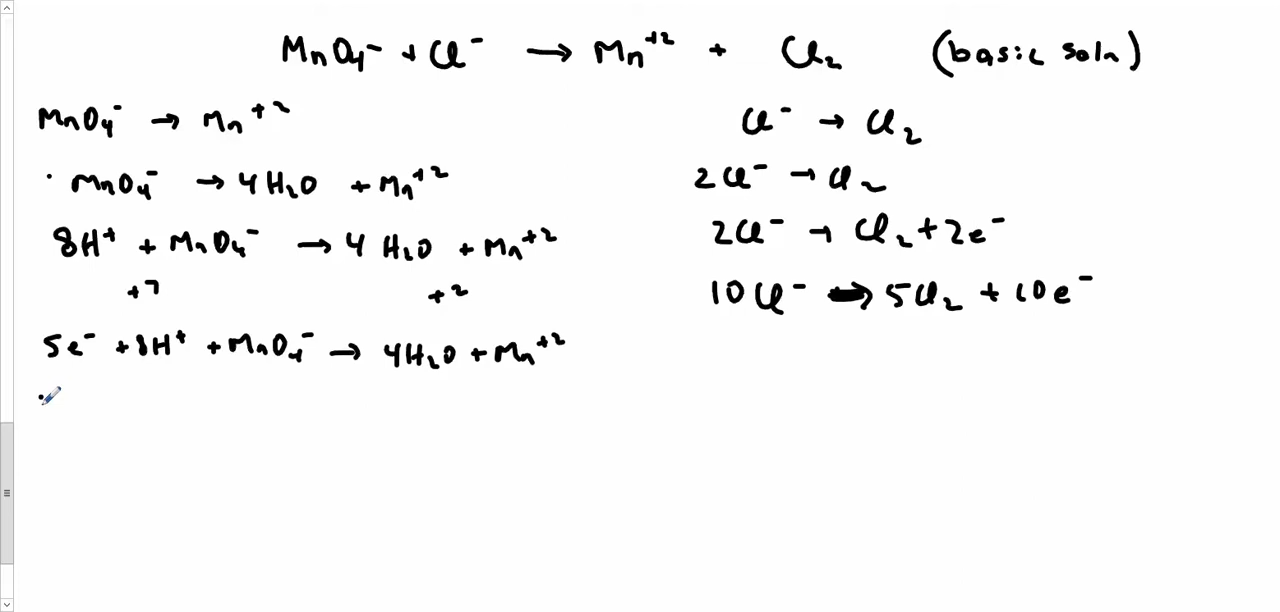 MnO₄⁻ + Cl⁻ → Mn⁺² + Cl₂ (basic soln)
MnO₄⁻ → Mn⁺²
Cl⁻ → Cl₂
MnO₄⁻ → 4H₂O + Mn⁺²
2Cl⁻ → Cl₂
8H⁺ + MnO₄⁻ → 4H₂O + Mn⁺²
2Cl⁻ → Cl₂ + 2e⁻
+7 +2
10Cl⁻ → 5Cl₂ + 10e⁻
5e⁻ + 8H⁺ + MnO₄⁻ → 4H₂O + Mn⁺²